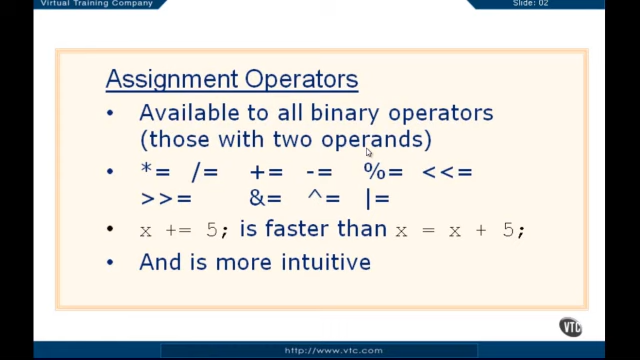 Virtual Training Company
Slide: 02
Assignment Operators
• Available to all binary operators
(those with two operands)
• *= /= += -= %= <<=
>>= &= ^= |=
• x += 5; is faster than x = x + 5;
• And is more intuitive
VTC
http://www.vtc.com